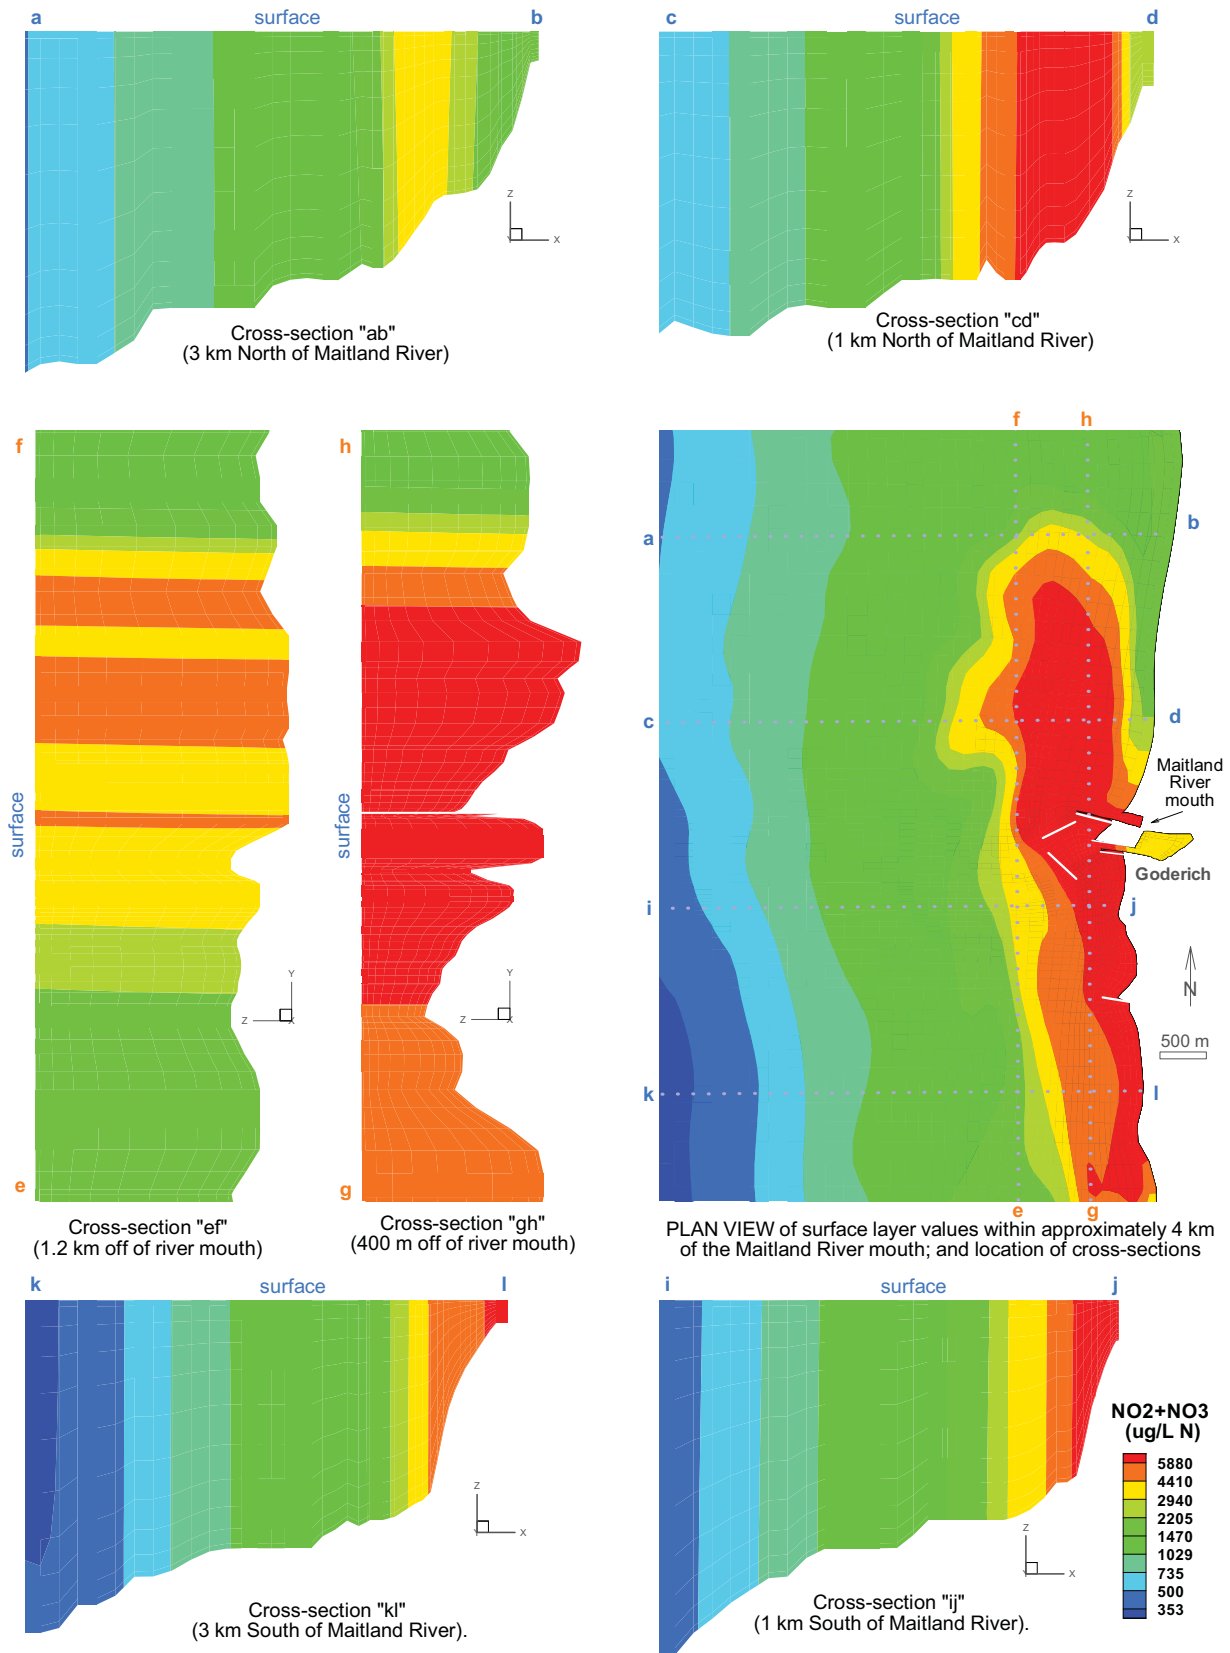 a surface b
c surface d
Z
X
Z
Y X
Cross-section "ab"
(3 km North of Maitland River)
Cross-section "cd"
(1 km North of Maitland River)
f
h
f h
surface
surface
a b
c d
Maitland
River
mouth
Goderich
i j
N
500 m
k l
Y
Z X
Y
Z X
e
g
e g
Cross-section "ef"
(1.2 km off of river mouth)
Cross-section "gh"
(400 m off of river mouth)
PLAN VIEW of surface layer values within approximately 4 km
of the Maitland River mouth; and location of cross-sections
k surface l
i surface j
Z
Y X
Z
X
Cross-section "kl"
(3 km South of Maitland River).
Cross-section "ij"
(1 km South of Maitland River).
NO2+NO3
(ug/L N)
5880
4410
2940
2205
1470
1029
735
500
353